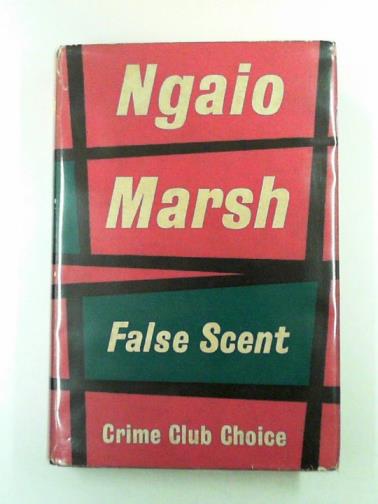 Ngaio
Marsh
False Scent
Crime Club Choice